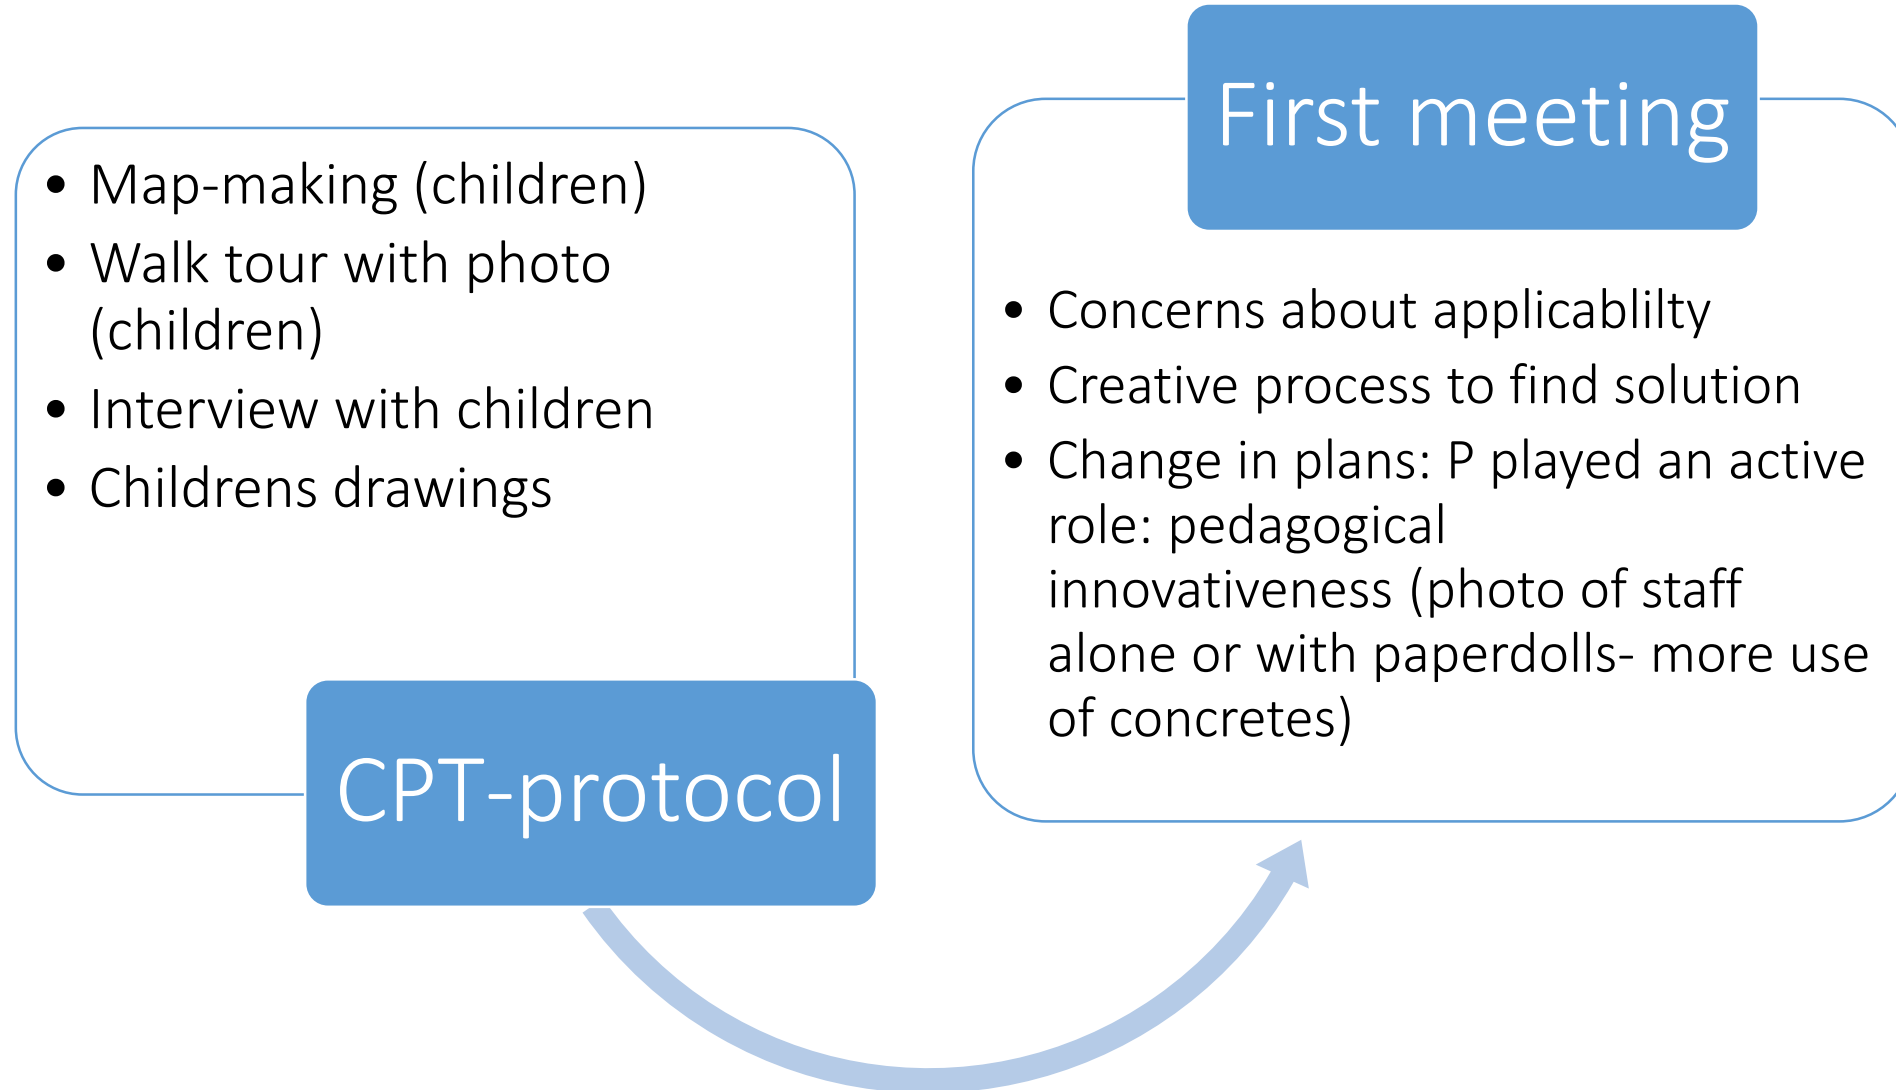 • Map-making (children)
• Walk tour with photo
(children)
• Interview with children
• Childrens drawings
CPT-protocol
First meeting
• Concerns about applicablilty
• Creative process to find solution
• Change in plans: P played an active
role: pedagogical
innovativeness (photo of staff
alone or with paperdolls- more use
of concretes)